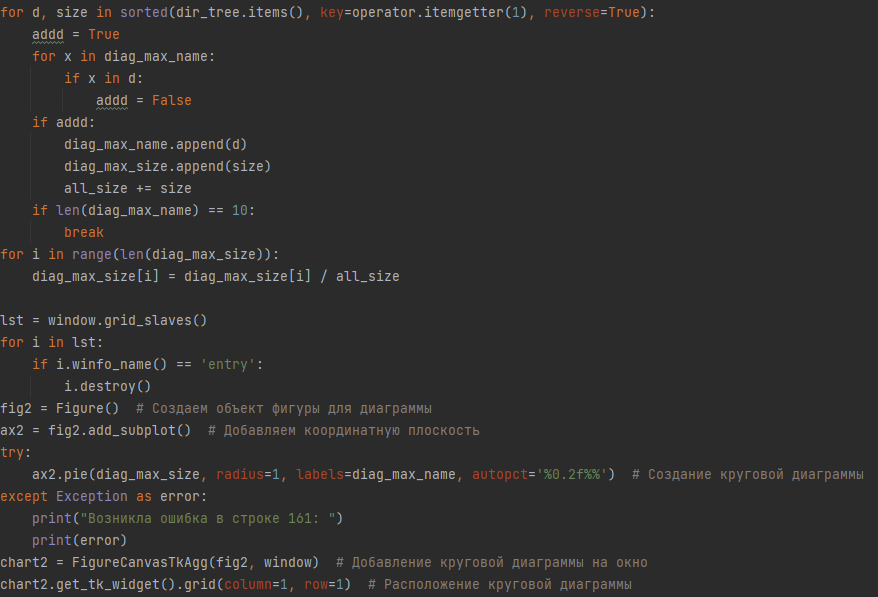 for d, size in sorted(dir_tree.items(), key=operator.itemgetter(1), reverse=True):
    addd = True
    for x in diag_max_name:
        if x in d:
            addd = False
    if addd:
        diag_max_name.append(d)
        diag_max_size.append(size)
        all_size += size
    if len(diag_max_name) == 10:
        break
for i in range(len(diag_max_size)):
    diag_max_size[i] = diag_max_size[i] / all_size

lst = window.grid_slaves()
for i in lst:
    if i.winfo_name() == 'entry':
        i.destroy()
fig2 = Figure()  # Создаем объект фигуры для диаграммы
ax2 = fig2.add_subplot()  # Добавляем координатную плоскость
try:
    ax2.pie(diag_max_size, radius=1, labels=diag_max_name, autopct='%0.2f%%')  # Создание круговой диаграммы
except Exception as error:
    print("Возникла ошибка в строке 161: ")
    print(error)
chart2 = FigureCanvasTkAgg(fig2, window)  # Добавление круговой диаграммы на окно
chart2.get_tk_widget().grid(column=1, row=1)  # Расположение круговой диаграммы